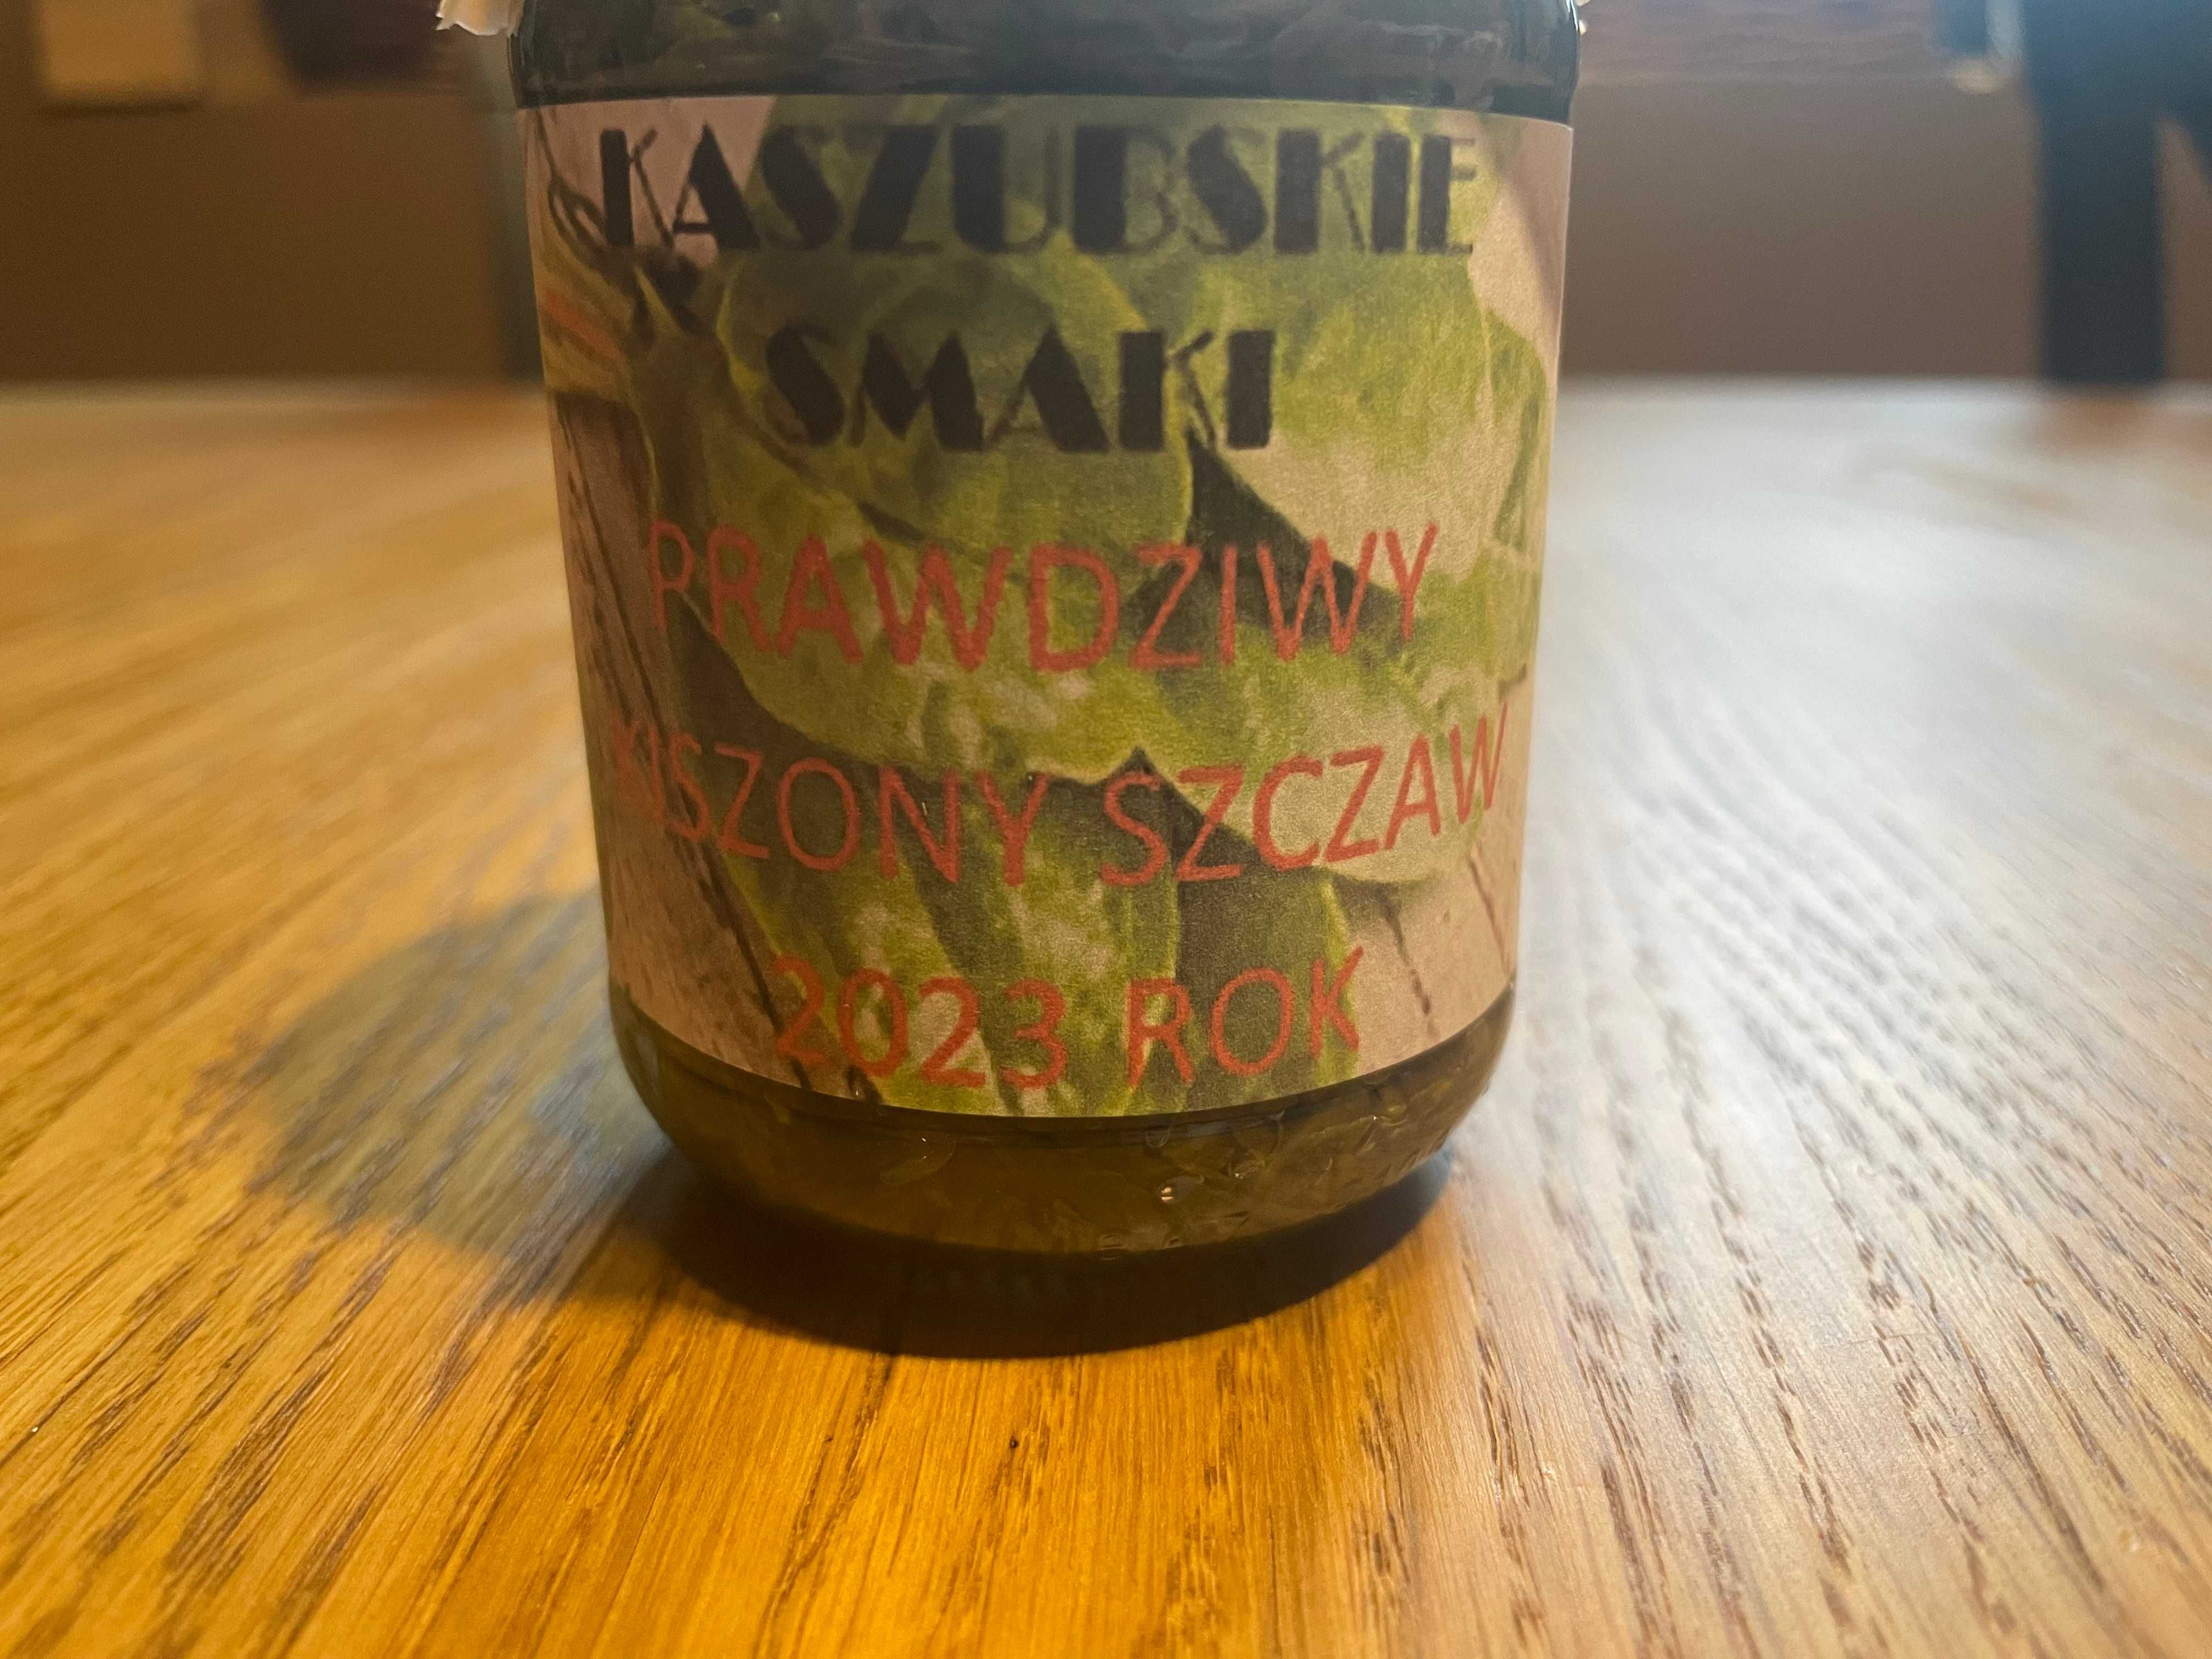 KASZUBSKIE
SMAKI
PRAWDZIWY
KISZONY SZCZAW
2023 ROK